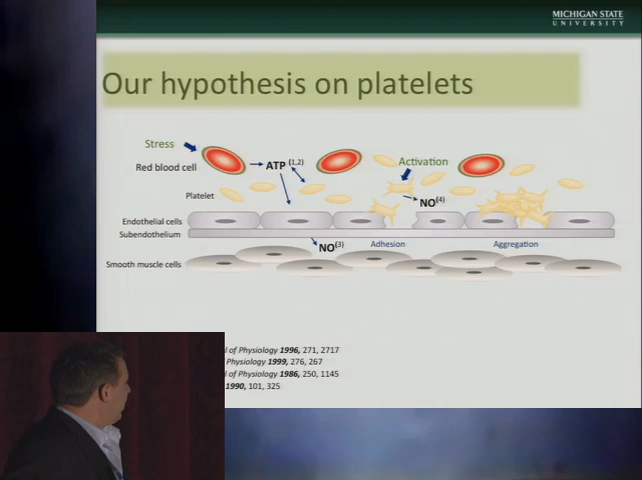 MICHIGAN STATE
UNIVERSITY
Our hypothesis on platelets
Stress
Red blood cell
ATP (1,2)
Activation
Platelet
NO(4)
Endothelial cells
Subendothelium
NO(3)
Adhesion
Aggregation
Smooth muscle cells
l of Physiology 1996, 271, 2717
Physiology 1999, 276, 267
l of Physiology 1986, 250, 1145
1990, 101, 325